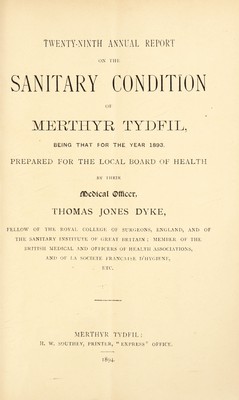 TWENTY-NINTH ANNUAL REPORT
ON THE
SANITARY CONDITION
OF
MERTHYR TYDFIL,
BEING THAT FOR THE YEAR 1893.
PREPARED FOR THE LOCAL BOARD OF HEALTH
BY THEIR
Medical Officer,
THOMAS JONES DYKE,
FELLOW OF THE ROYAL COLLEGE OF SURGEONS, ENGLAND, AND OF
THE SANITARY INSTITUTE OF GREAT BRITAIN; MEMBER OF THE
BRITISH MEDICAL AND OFFICERS OF HEALTH ASSOCIATIONS,
AND OF LA SOCIETE FRANCAISE D'HYGIENE;
ETC.
MERTHYR TYDFIL:
H. W. SOUTHEY, PRINTER, "EXPRESS" OFFICE.
1894.